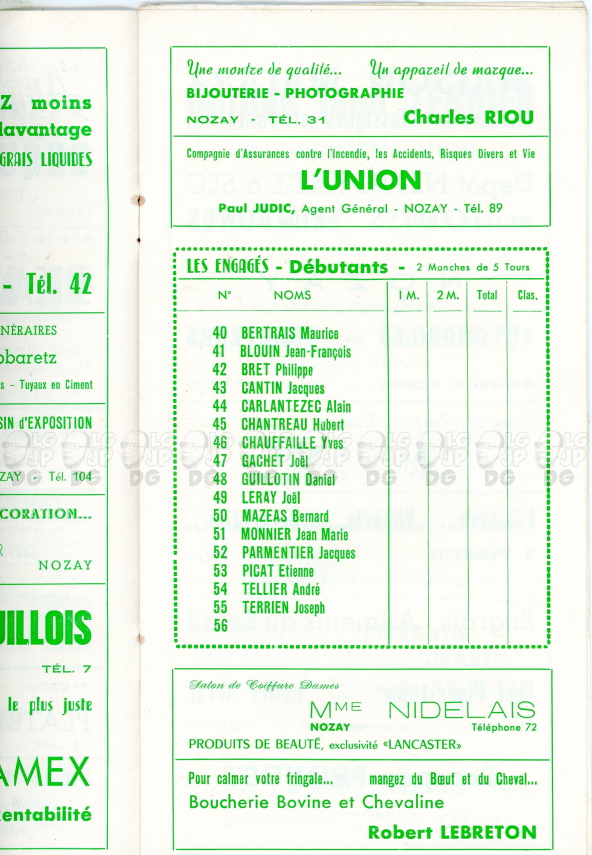 Z moins
davantage
GRAIS LIQUIDES
- Tél. 42
NÉRAIRES
obaretz
s - Tuyaux en Ciment
SIN d'EXPOSITION
ZAY - Tél. 104
CORATION...
R
NOZAY
UILLOIS
TÉL. 7
le plus juste
AMEX
entabilité
Une montre de qualité... Un appareil de marque...
BIJOUTERIE - PHOTOGRAPHIE
NOZAY - TÉL. 31 Charles RIOU
Compagnie d'Assurances contre l'Incendie, les Accidents, Risques Divers et Vie
L'UNION
Paul JUDIC, Agent Général - NOZAY - Tél. 89
LES ENGAGÉS - Débutants - 2 Manches de 5 Tours
N° NOMS 1 M. 2 M. Total Clas.
40 BERTRAIS Maurice
41 BLOUIN Jean-François
42 BRET Philippe
43 CANTIN Jacques
44 CARLANTEZEC Alain
45 CHANTREAU Hubert
46 CHAUFFAILLE Yves
47 GACHET Joël
48 GUILLOTIN Danial
49 LERAY Joël
50 MAZEAS Bernard
51 MONNIER Jean Marie
52 PARMENTIER Jacques
53 PICAT Etienne
54 TELLIER André
55 TERRIEN Joseph
56
Salon de Coiffure Dames
MME NIDELAIS
NOZAY Téléphone 72
PRODUITS DE BEAUTÉ, exclusivité «LANCASTER»
Pour calmer votre fringale... mangez du Bœuf et du Cheval...
Boucherie Bovine et Chevaline
Robert LEBRETON